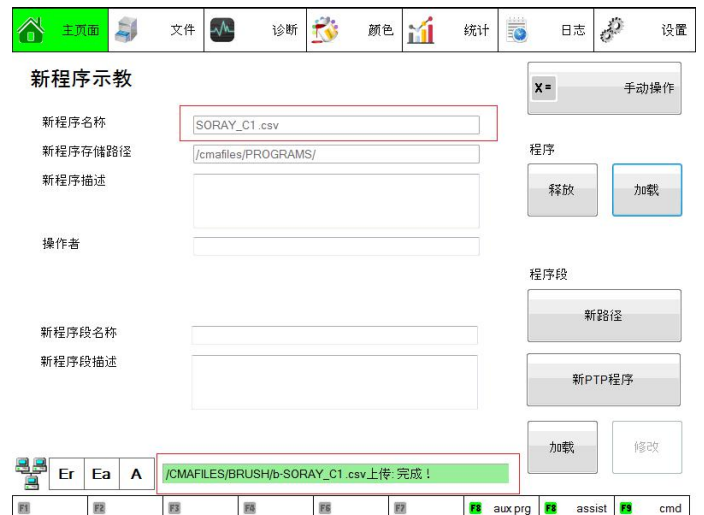 主页面 文件 诊断 颜色 统计 日志 设置
新程序示教
X= 手动操作
新程序名称 SORAY_C1.csv
新程序存储路径 /cmafiles/PROGRAMS/
程序
新程序描述
释放 加载
操作者
程序段
新路径
新程序段名称
新程序段描述
新PTP程序
加载 修改
Er Ea A /CMAFILES/BRUSH/b-SORAY_C1.csv上传:完成！
F1 F2 F3 F4 F6 F7 F8 aux prg F8 assist F9 cmd